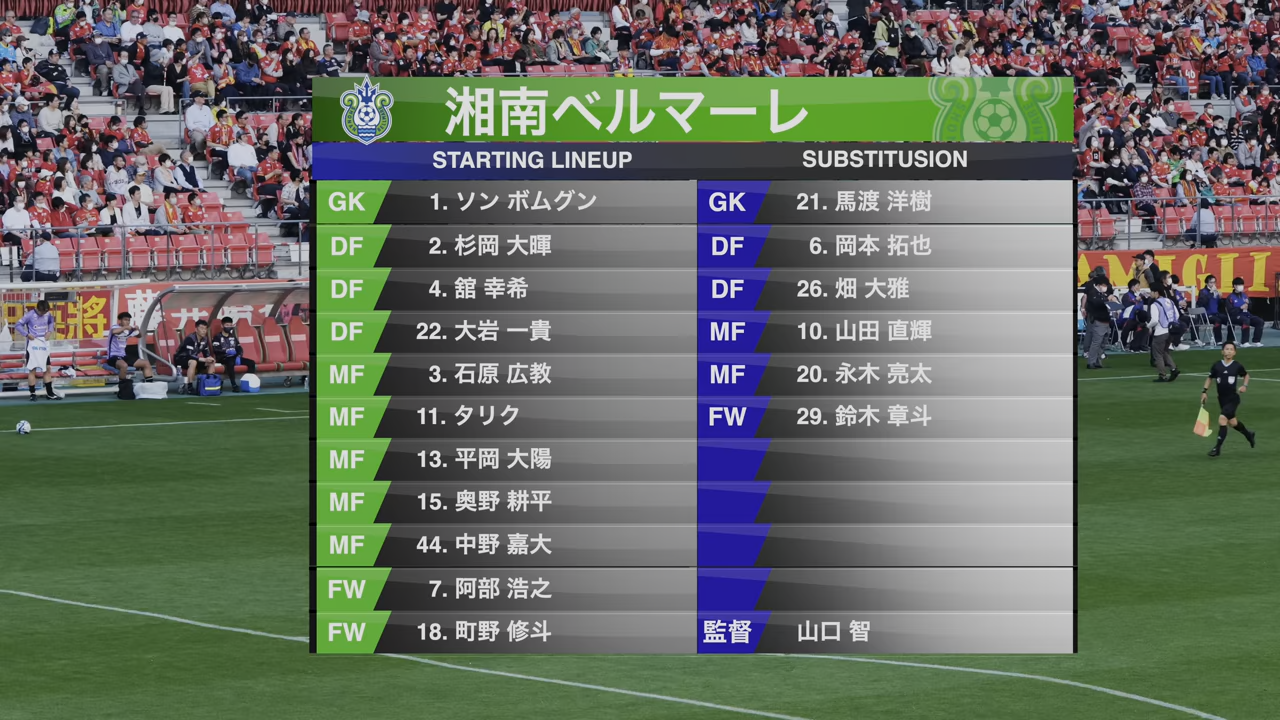 湘南ベルマーレ
STARTING LINEUP
SUBSTITUSION
GK 1. ソン ボムグン
DF 2. 杉岡 大暉
DF 4. 舘 幸希
DF 22. 大岩 一貴
MF 3. 石原 広教
MF 11. タリク
MF 13. 平岡 大陽
MF 15. 奥野 耕平
MF 44. 中野 嘉大
FW 7. 阿部 浩之
FW 18. 町野 修斗
GK 21. 馬渡 洋樹
DF 6. 岡本 拓也
DF 26. 畑 大雅
MF 10. 山田 直輝
MF 20. 永木 亮太
FW 29. 鈴木 章斗
監督 山口 智